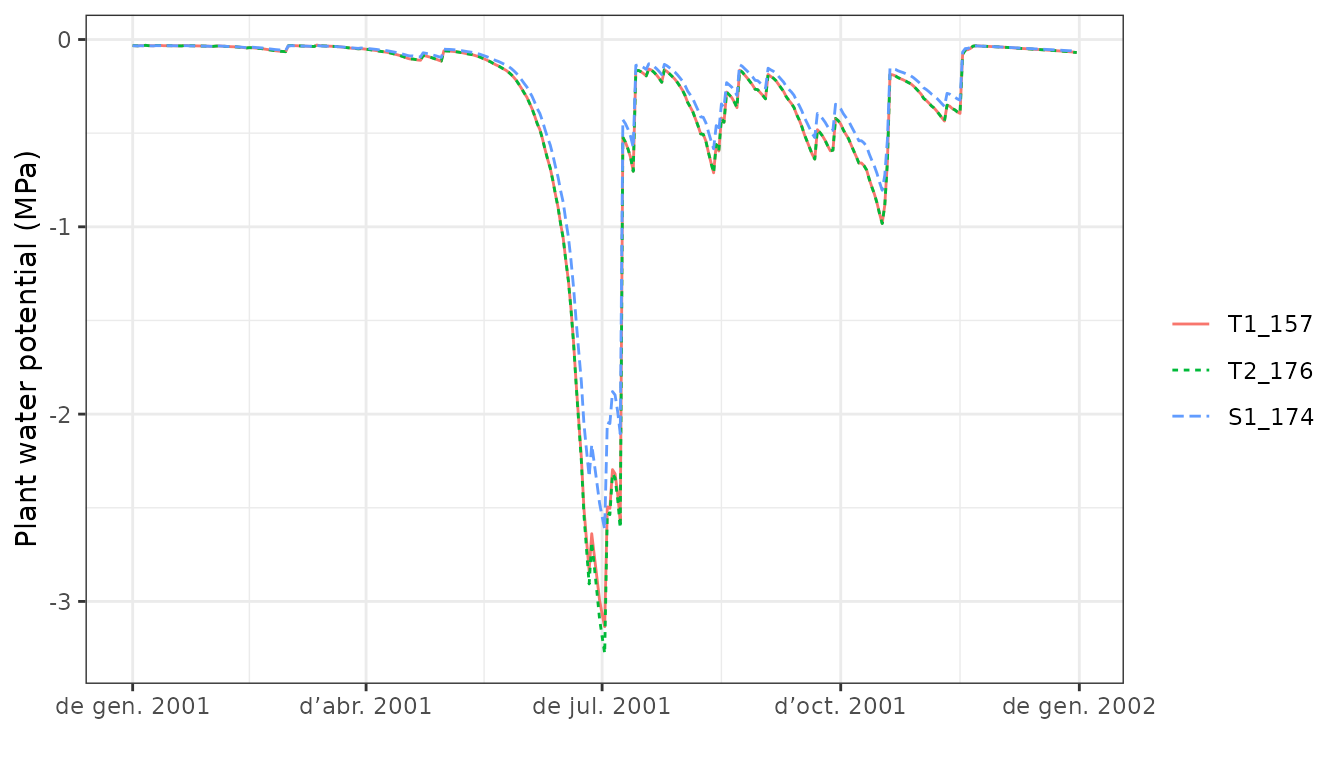 Plant water potential (MPa)
0
-1
-2
-3
de gen. 2001
d’abr. 2001
de jul. 2001
d’oct. 2001
de gen. 2002
T1_157
T2_176
S1_174